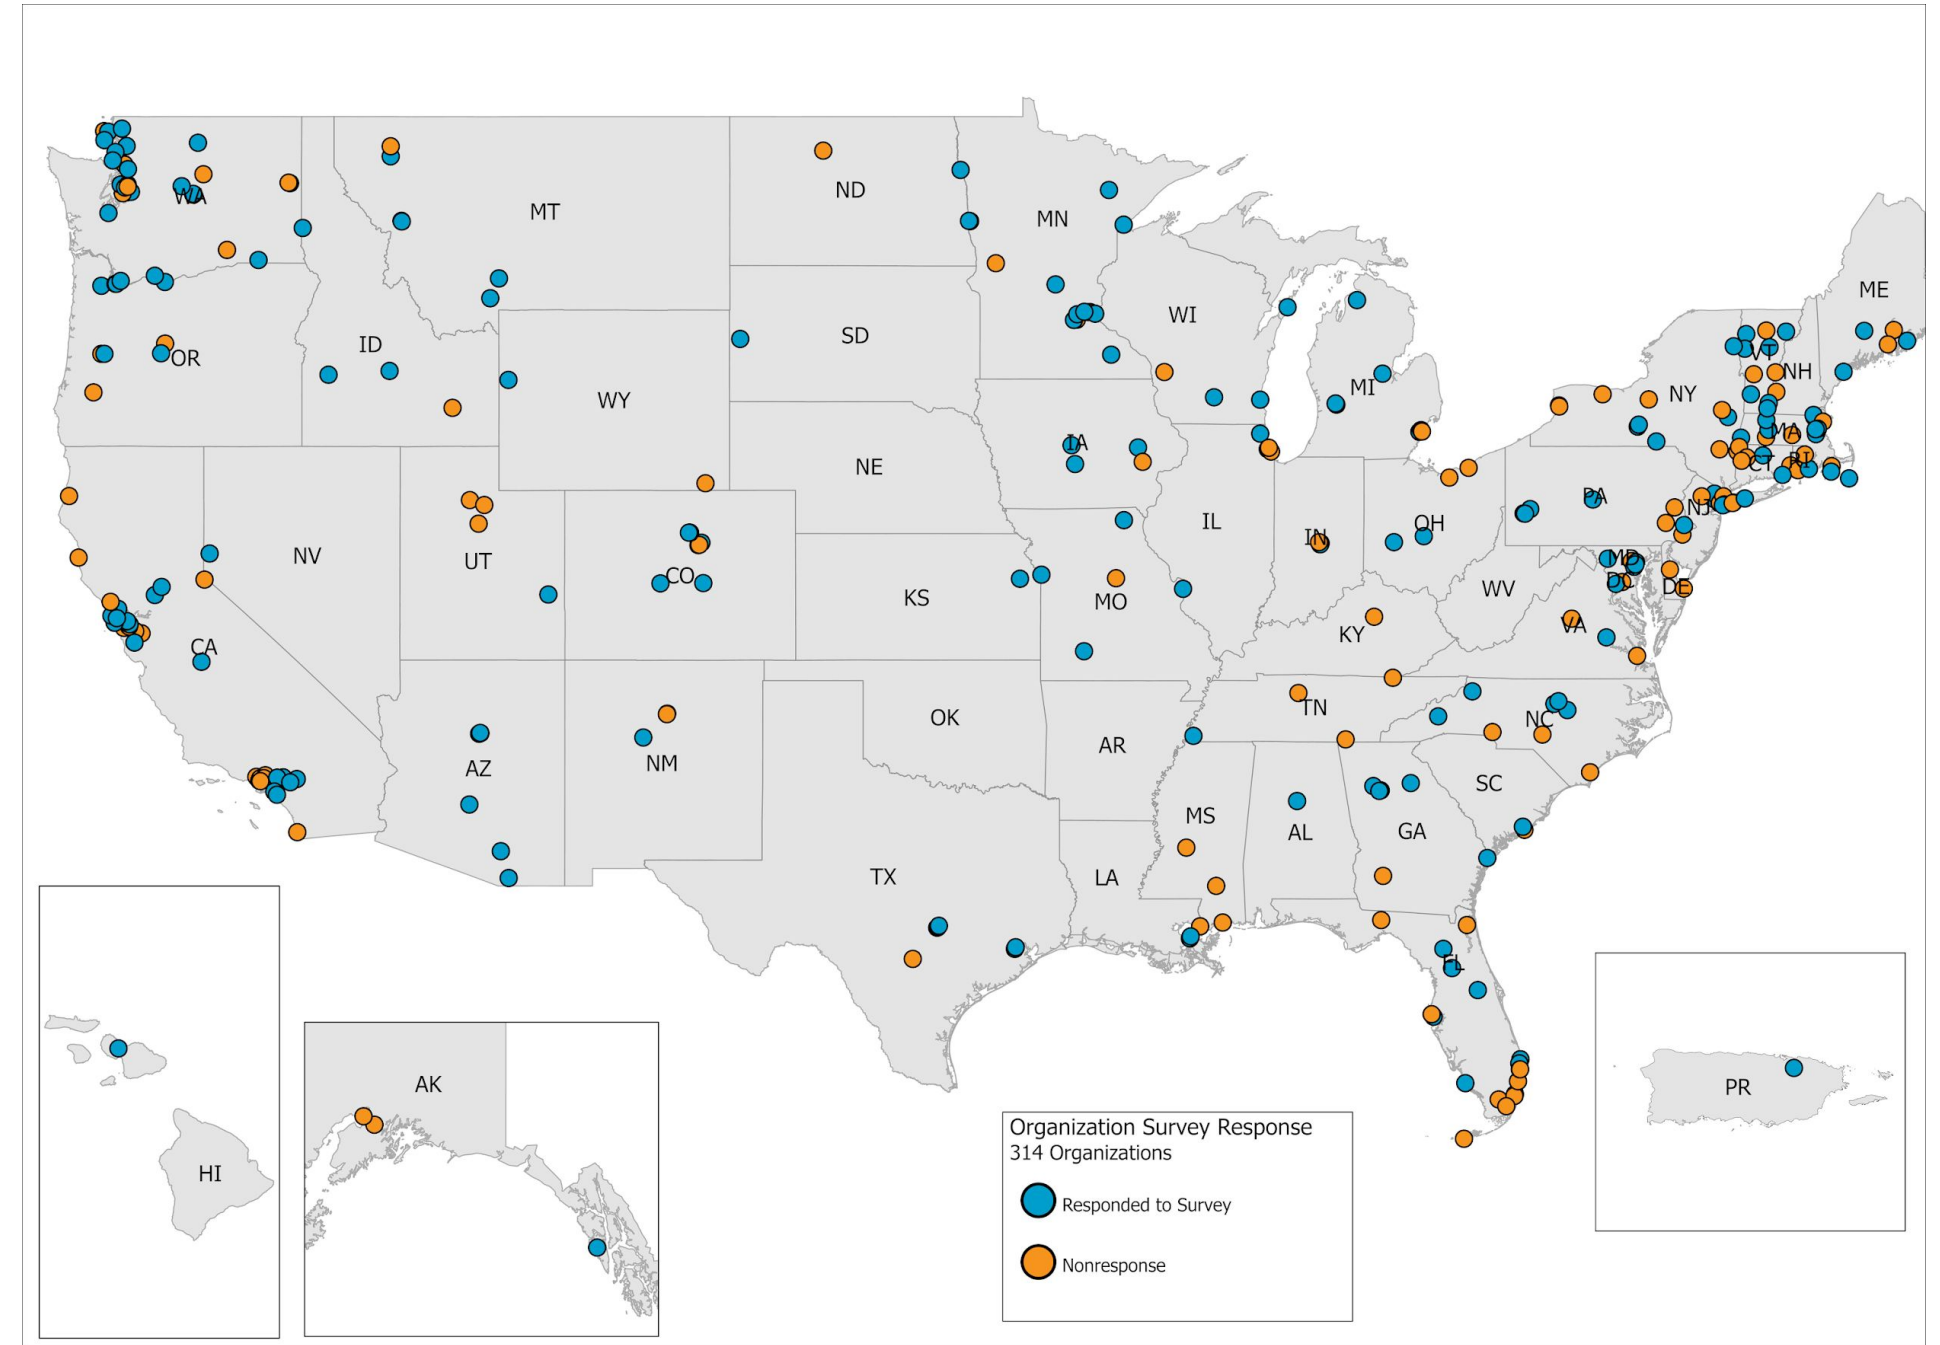 WA
MT
ND
MN
ME
OR
ID
SD
WI
VT
NH
WY
MI
NY
MA
IA
NE
CT
RI
PA
NJ
NV
UT
IL
IN
OH
MD
CO
KS
MO
WV
DC
DE
CA
KY
VA
OK
TN
NC
AZ
NM
AR
SC
MS
AL
GA
TX
LA
FL
AK
PR
HI
Organization Survey Response
314 Organizations
Responded to Survey
Nonresponse